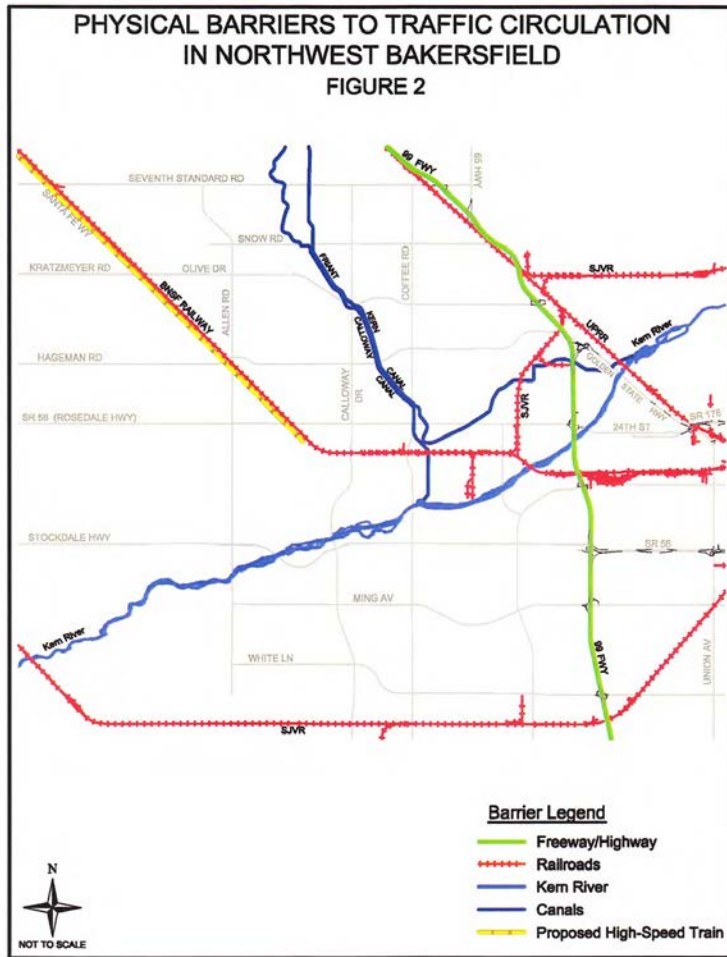 PHYSICAL BARRIERS TO TRAFFIC CIRCULATION
IN NORTHWEST BAKERSFIELD
FIGURE 2
99 FWY
65 HWY
SEVENTH STANDARD RD
SANTA FE WY
SNOW RD
FRIANT
COFFEE RD
SJVR
KRATZMEYER RD
OLIVE DR
BNSF RAILWAY
ALLEN RD
KERN
CALLOWAY
CANAL
CANAL
UPRR
Kern River
GOLDEN STATE HWY
HAGEMAN RD
CALLOWAY
DR
SJVR
SR 178
24TH ST
SR 58 (ROSEDALE HWY)
STOCKDALE HWY
SR 58
MING AV
Kern River
WHITE LN
99 FWY
UNION AV
SJVR
Barrier Legend
Freeway/Highway
Railroads
Kern River
Canals
Proposed High-Speed Train
N
NOT TO SCALE